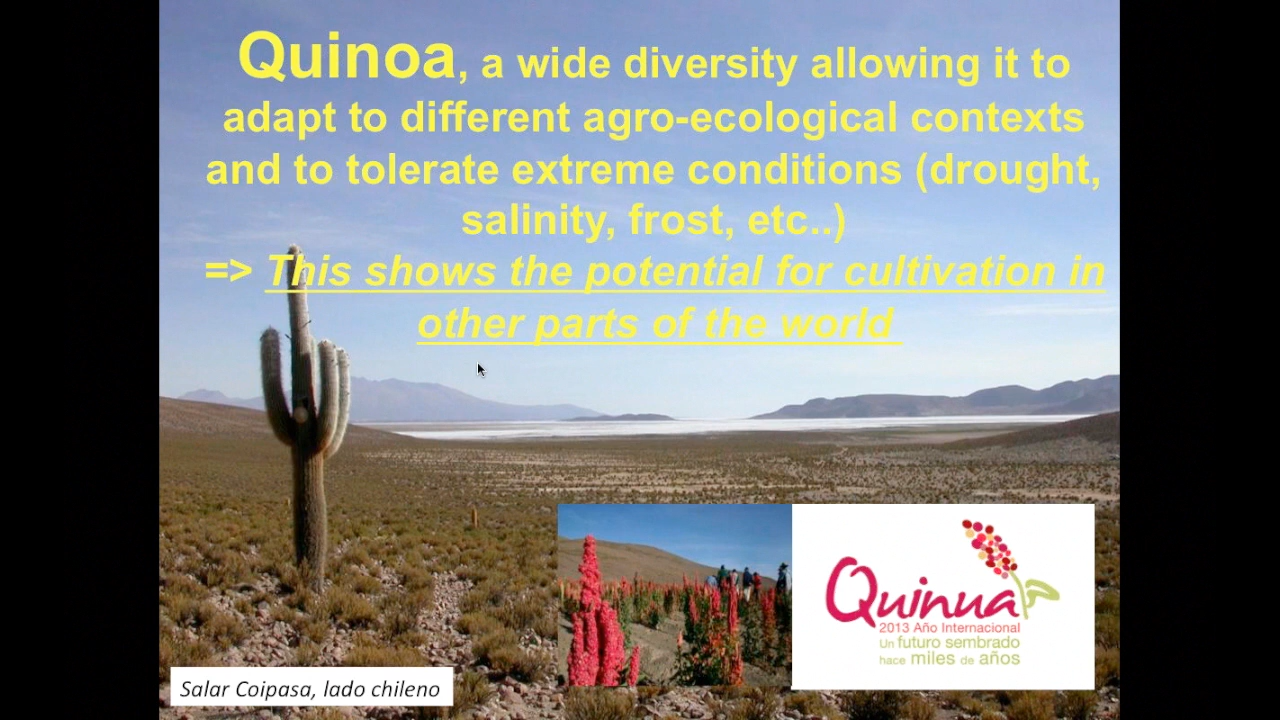 Quinoa, a wide diversity allowing it to
adapt to different agro-ecological contexts
and to tolerate extreme conditions (drought,
salinity, frost, etc..)
=> This shows the potential for cultivation in
other parts of the world
Quinua
2013 Año Internacional
Un futuro sembrado
hace miles de años
Salar Coipasa, lado chileno